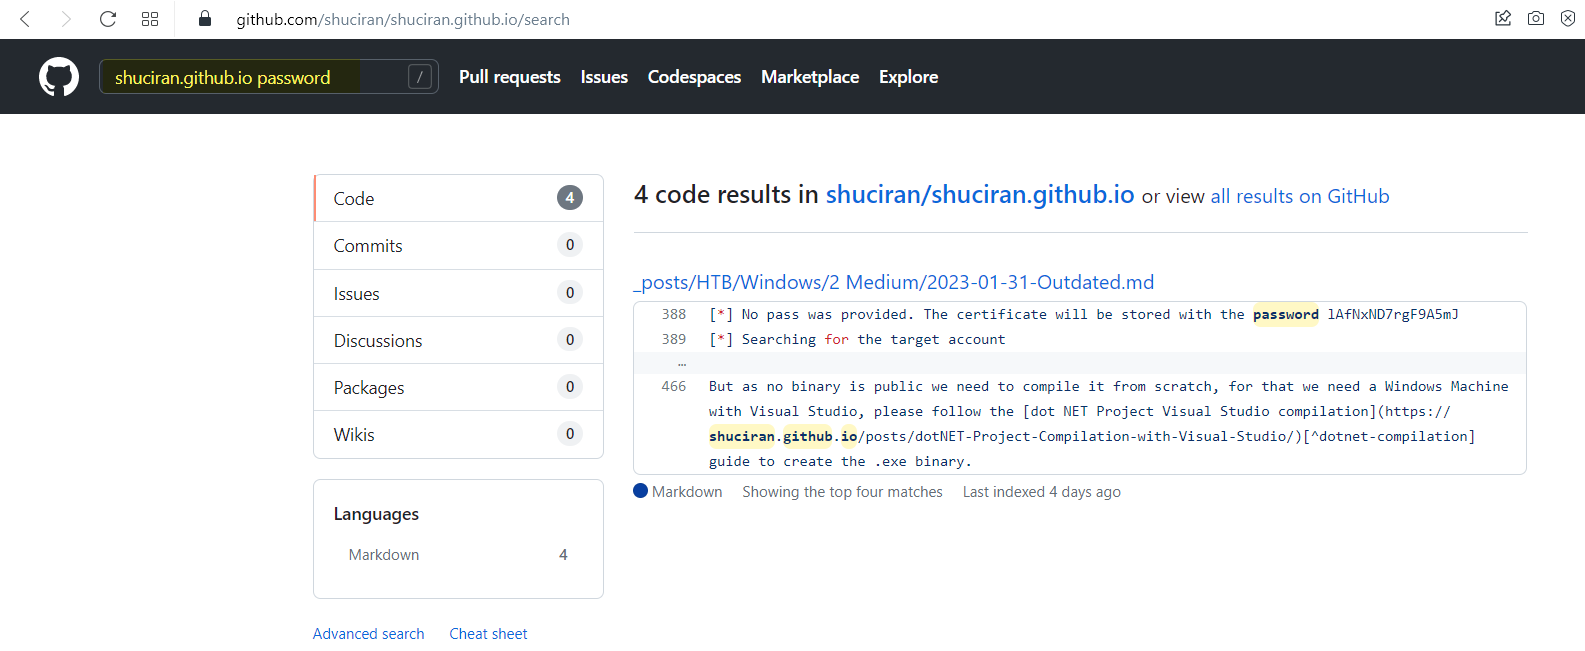 github.com/shuciran/shuciran.github.io/search
shuciran.github.io password / Pull requests Issues Codespaces Marketplace Explore
Code 4
Commits 0
Issues 0
Discussions 0
Packages 0
Wikis 0
Languages
Markdown 4
Advanced search Cheat sheet
4 code results in shuciran/shuciran.github.io or view all results on GitHub
_posts/HTB/Windows/2 Medium/2023-01-31-Outdated.md
388 [*] No pass was provided. The certificate will be stored with the password lAfNxND7rgF9A5mJ
389 [*] Searching for the target account
…
466 But as no binary is public we need to compile it from scratch, for that we need a Windows Machine
with Visual Studio, please follow the [dot NET Project Visual Studio compilation](https://
shuciran.github.io/posts/dotNET-Project-Compilation-with-Visual-Studio/)[^dotnet-compilation]
guide to create the .exe binary.
Markdown Showing the top four matches Last indexed 4 days ago